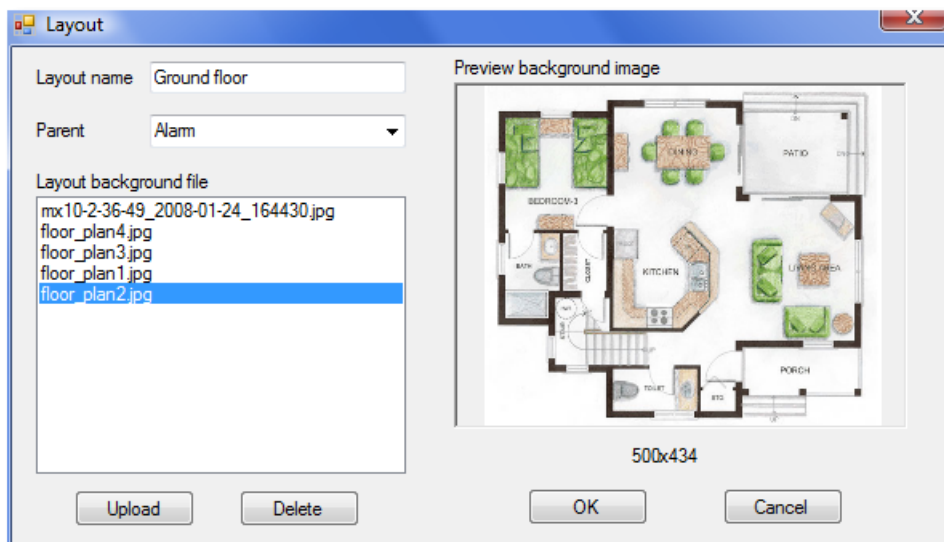 Layout
X
Layout name Ground floor
Parent Alarm
Layout background file
mx10-2-36-49_2008-01-24_164430.jpg
floor_plan4.jpg
floor_plan3.jpg
floor_plan1.jpg
floor_plan2.jpg
Upload Delete
Preview background image
DINING
PATIO
BEDROOM-3
BATH
CLOSET
KITCHEN
LIVING AREA
UP
TOILET
STG
PORCH
500x434
OK Cancel